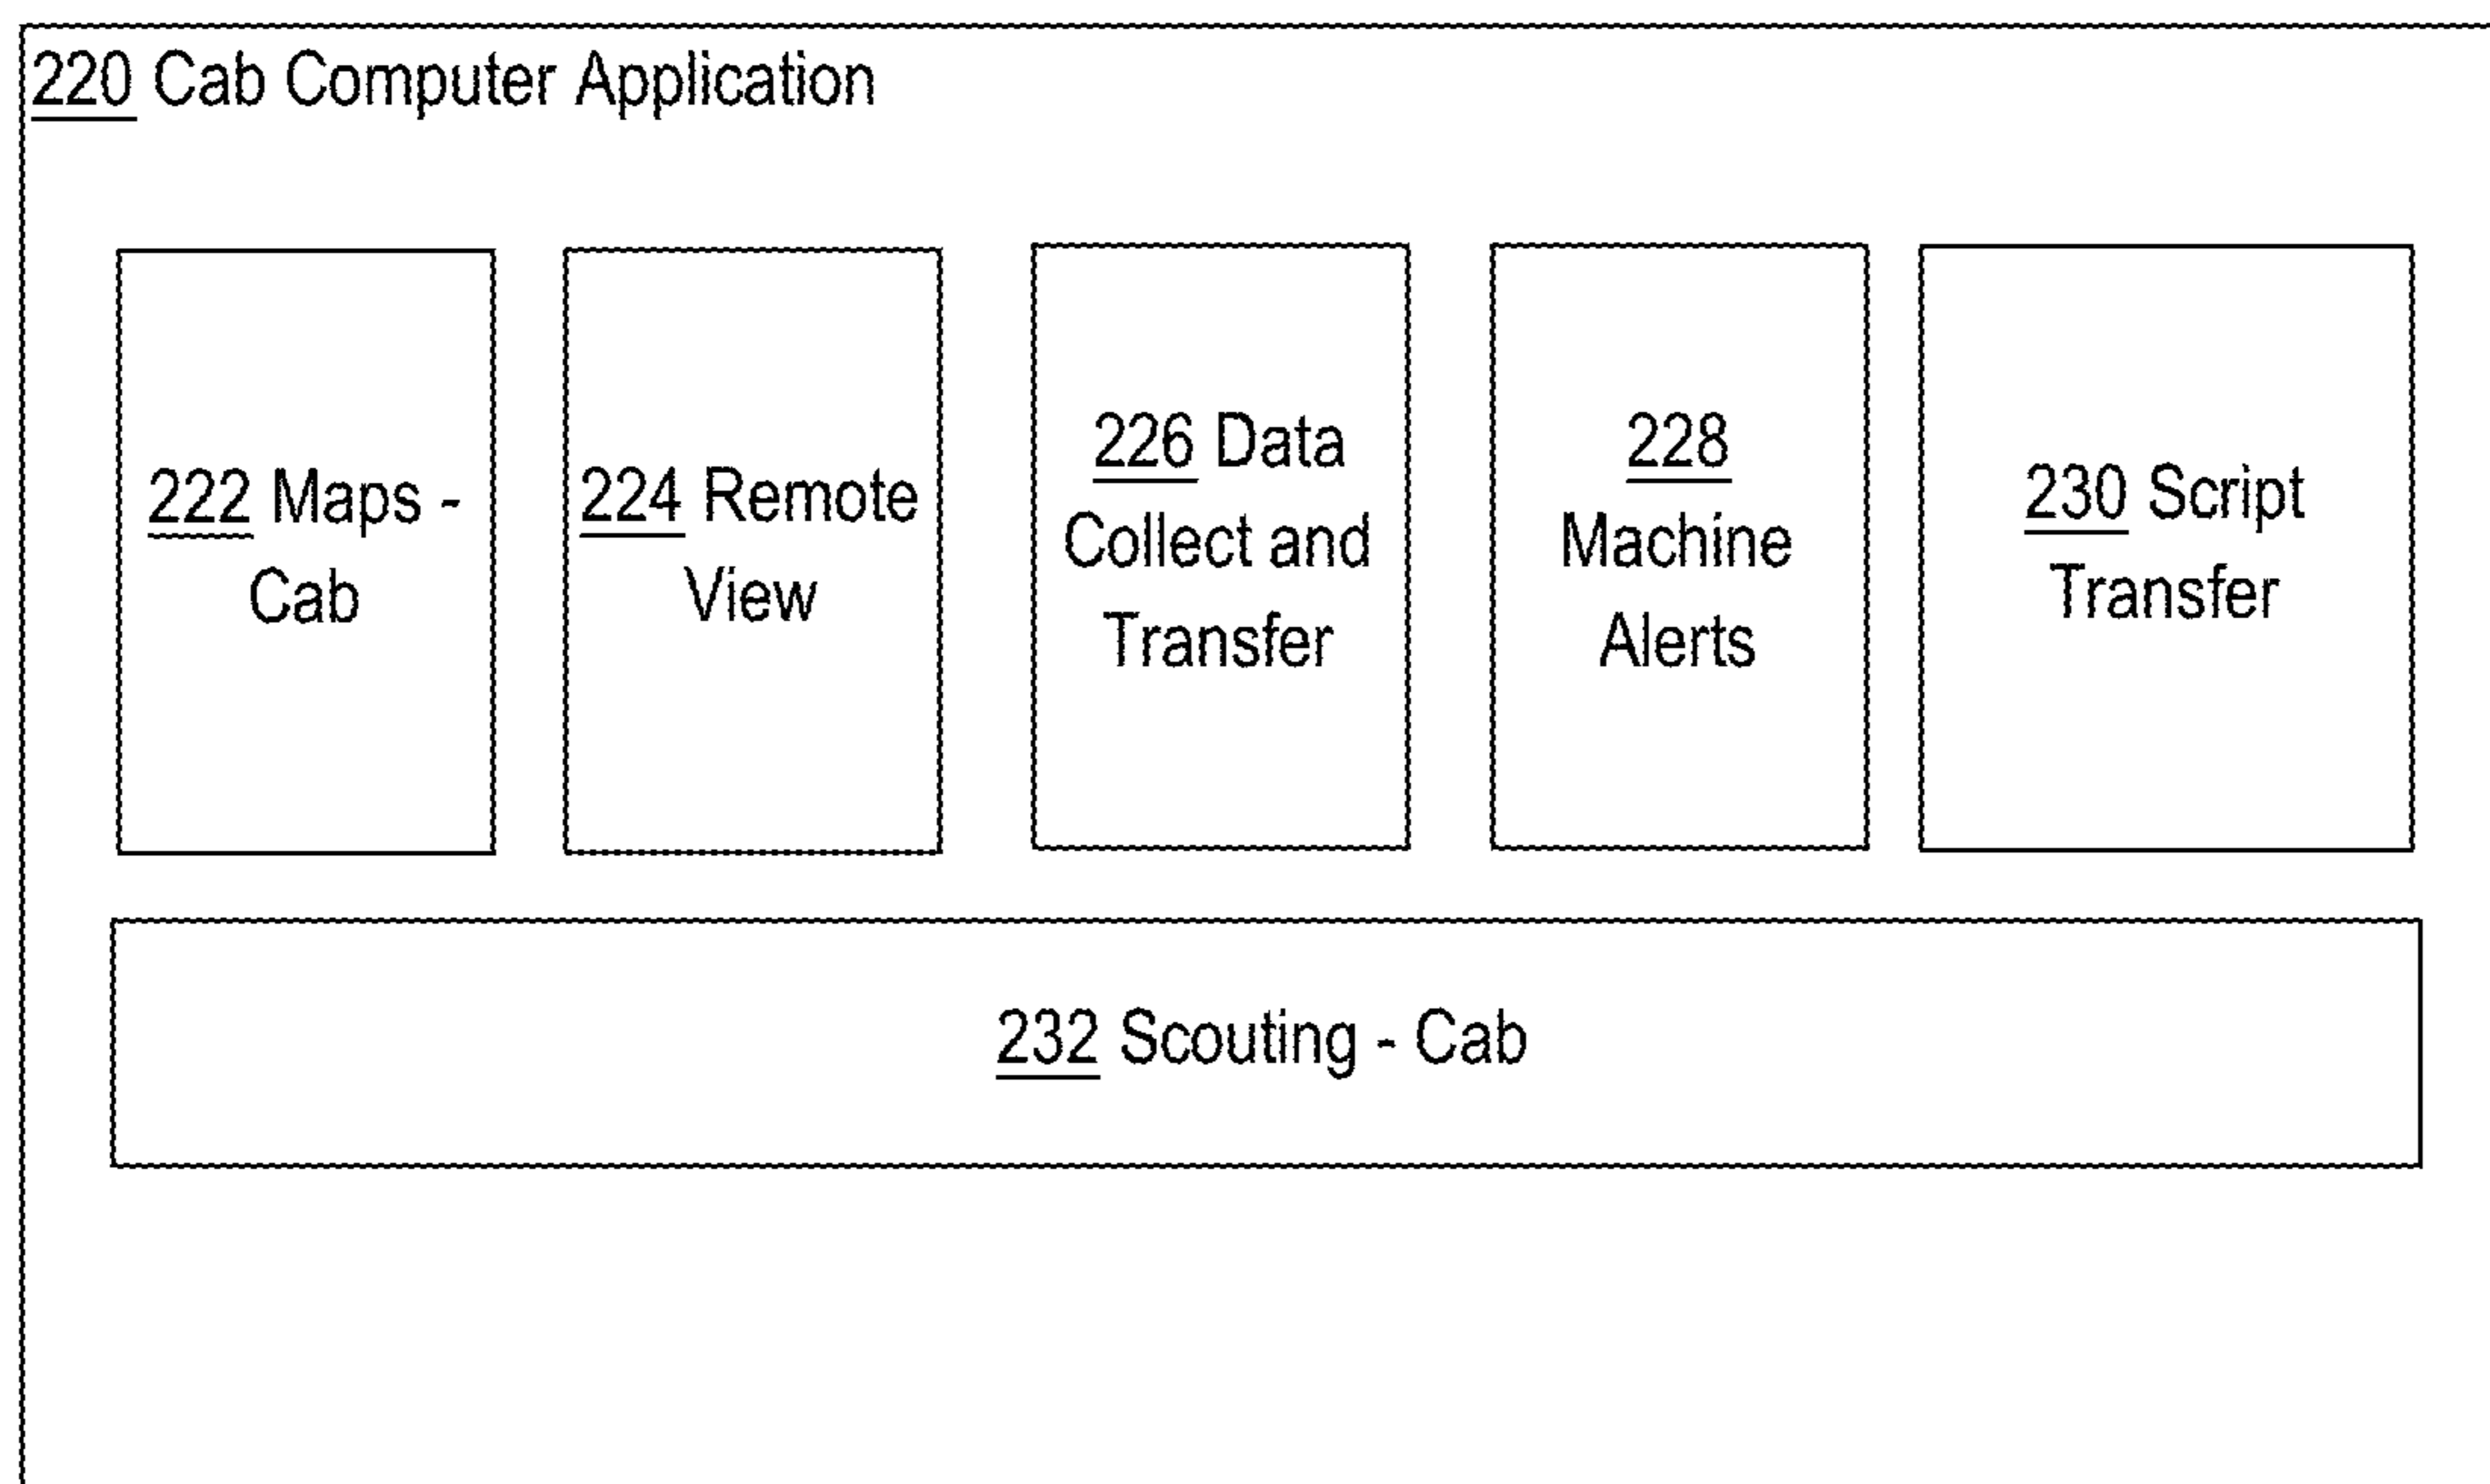 220 Cab Computer Application
222 Maps -
Cab
224 Remote
View
226 Data
Collect and
Transfer
228
Machine
Alerts
230 Script
Transfer
232 Scouting - Cab